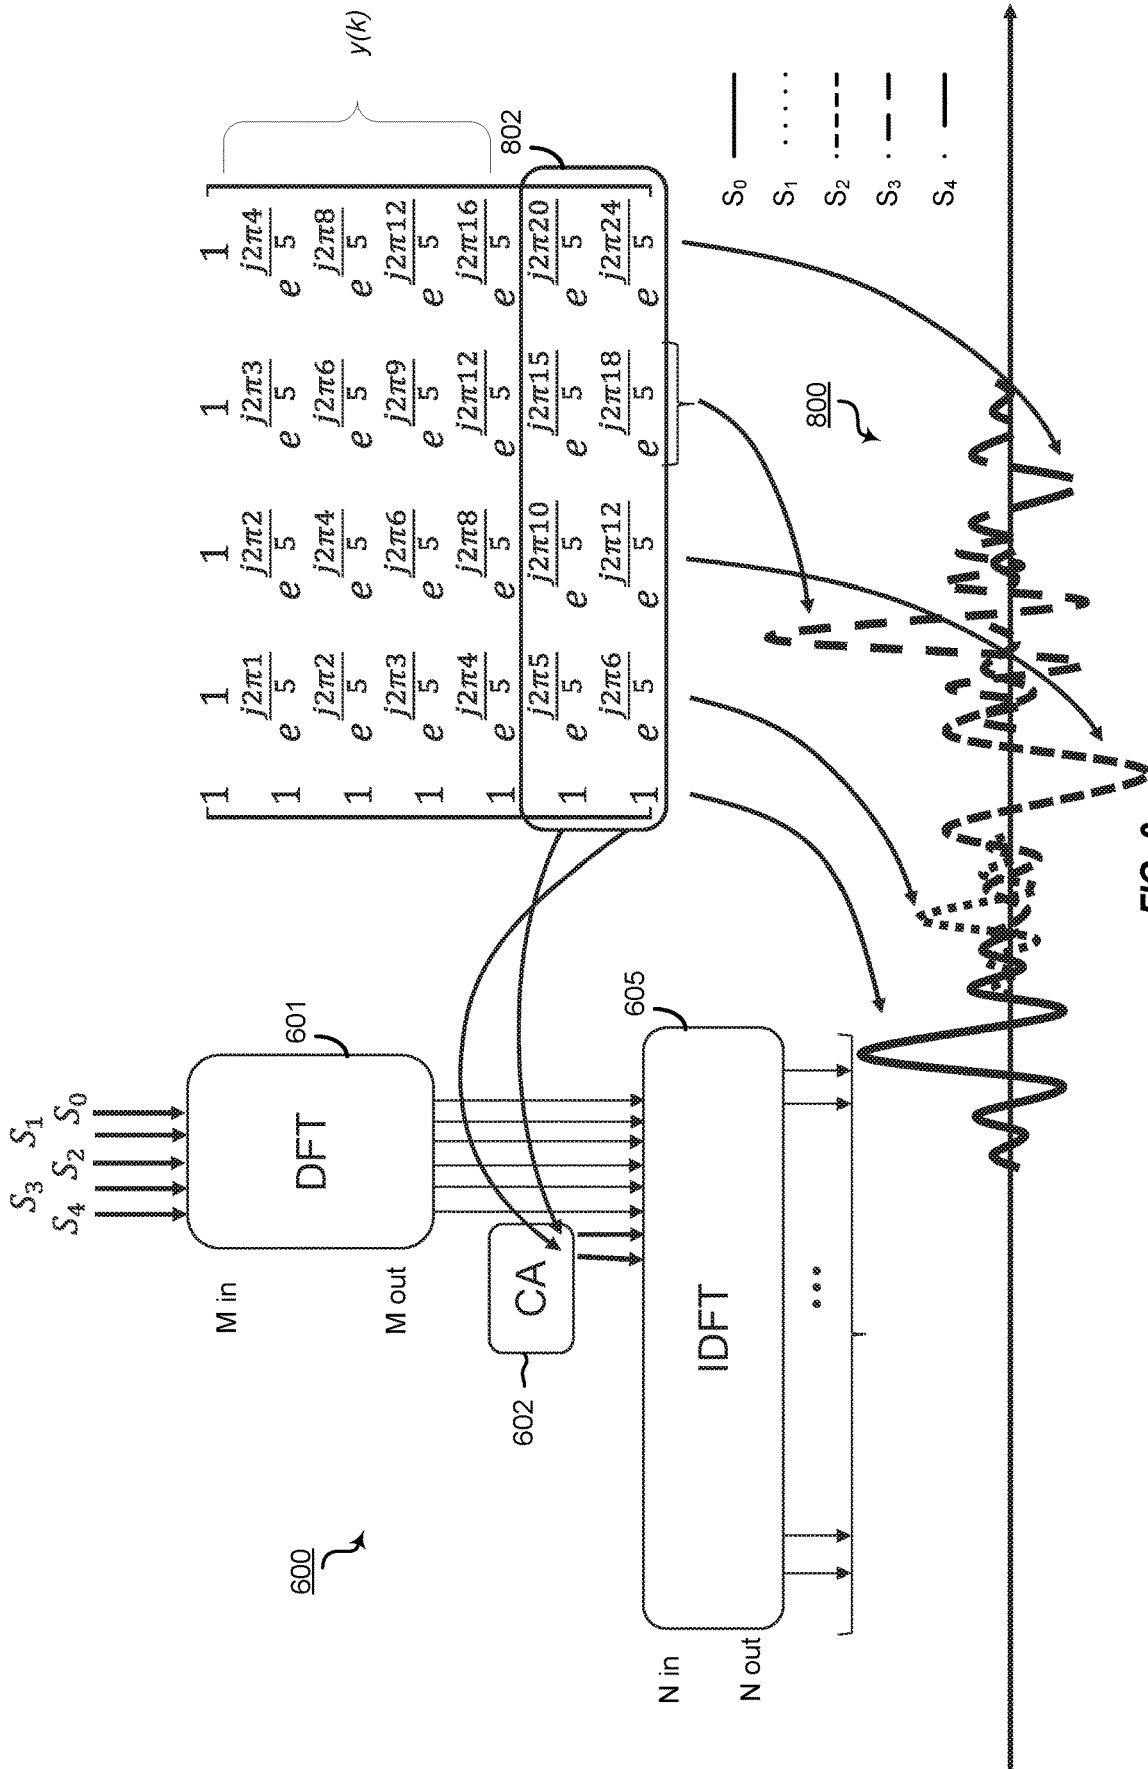 600
S₄ S₃ S₂ S₁ S₀
M in
DFT
601
M out
CA
602
N in
IDFT
605
N out
...
y(k)
1 1 1 1 1
1 e^(j2π1/5) e^(j2π2/5) e^(j2π3/5) e^(j2π4/5)
1 e^(j2π2/5) e^(j2π4/5) e^(j2π6/5) e^(j2π8/5)
1 e^(j2π3/5) e^(j2π6/5) e^(j2π9/5) e^(j2π12/5)
1 e^(j2π4/5) e^(j2π8/5) e^(j2π12/5) e^(j2π16/5)
1 e^(j2π5/5) e^(j2π10/5) e^(j2π15/5) e^(j2π20/5)
1 e^(j2π6/5) e^(j2π12/5) e^(j2π18/5) e^(j2π24/5)
802
S₀
S₁
S₂
S₃
S₄
800
FIG.